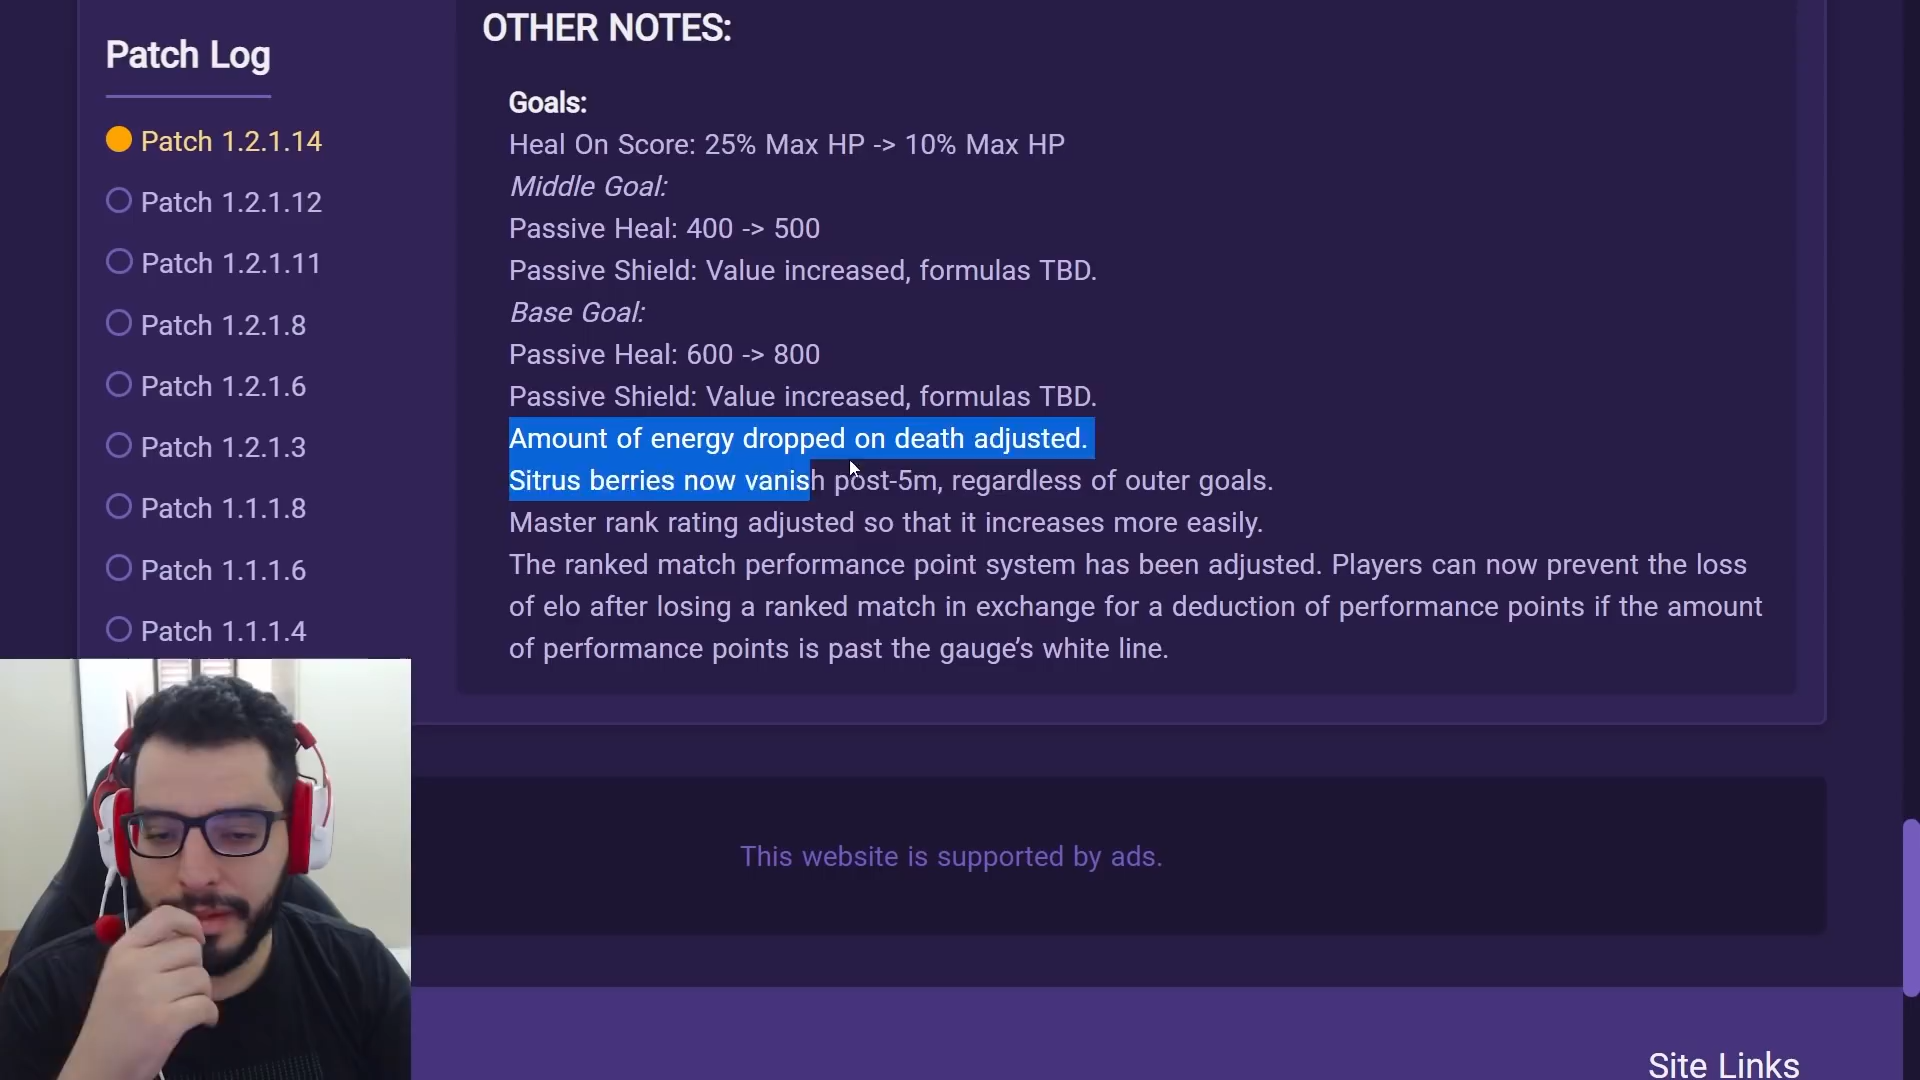 Patch Log
Patch 1.2.1.14
Patch 1.2.1.12
Patch 1.2.1.11
Patch 1.2.1.8
Patch 1.2.1.6
Patch 1.2.1.3
Patch 1.1.1.8
Patch 1.1.1.6
Patch 1.1.1.4
OTHER NOTES:
Goals:
Heal On Score: 25% Max HP -> 10% Max HP
Middle Goal:
Passive Heal: 400 -> 500
Passive Shield: Value increased, formulas TBD.
Base Goal:
Passive Heal: 600 -> 800
Passive Shield: Value increased, formulas TBD.
Amount of energy dropped on death adjusted.
Sitrus berries now vanish post-5m, regardless of outer goals.
Master rank rating adjusted so that it increases more easily.
The ranked match performance point system has been adjusted. Players can now prevent the loss
of elo after losing a ranked match in exchange for a deduction of performance points if the amount
of performance points is past the gauge’s white line.
This website is supported by ads.
Site Links